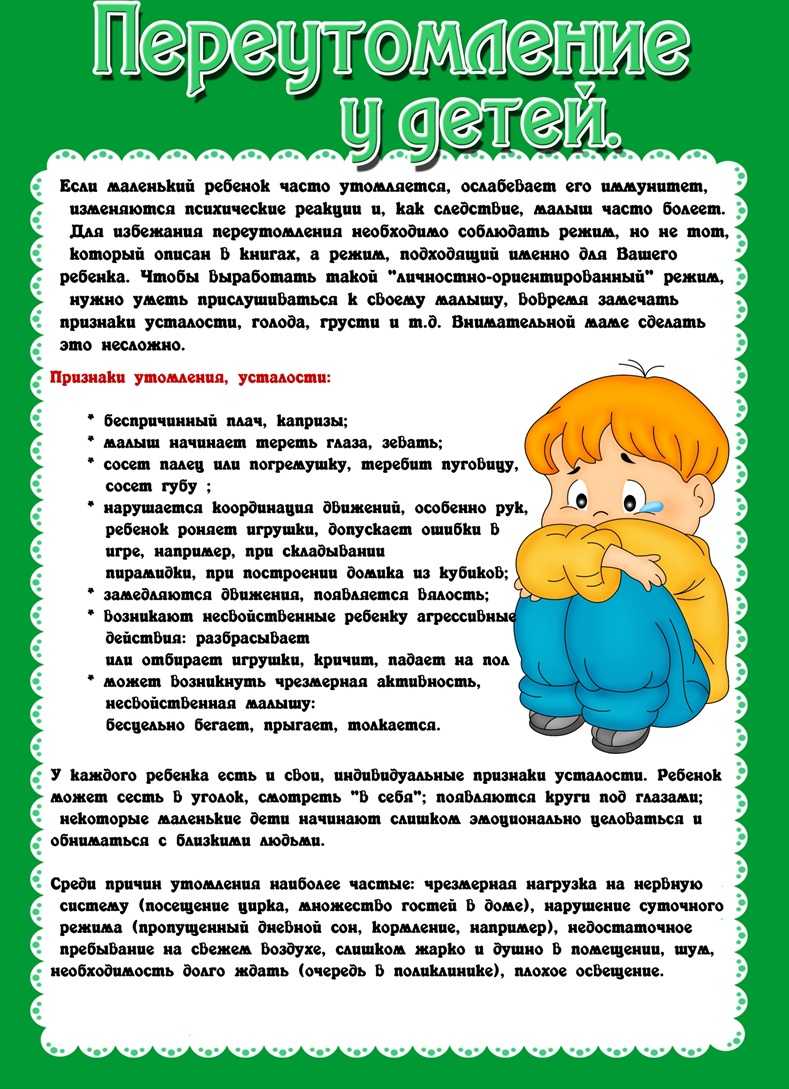 Переутомление
у детей.
Если маленький ребенок часто утомляется, ослабевает его иммунитет,
изменяются психические реакции и, как следствие, малыш часто болеет.
Для избежания переутомления необходимо соблюдать режим, но не тот,
который описан в книгах, а режим, подходящий именно для Вашего
ребенка. Чтобы выработать такой "личностно-ориентированный" режим,
нужно уметь прислушиваться к своему малышу, вовремя замечать
признаки усталости, голода, грусти и т.д. Внимательной маме сделать
это несложно.
Признаки утомления, усталости:
* беспричинный плач, капризы;
* малыш начинает тереть глаза, зевать;
* сосет палец или погремушку, теребит пуговицу,
сосет губу ;
* нарушается координация движений, особенно рук,
ребенок роняет игрушки, допускает ошибки в
игре, например, при складывании
пирамидки, при построении домика из кубиков;
* замедляются движения, появляется вялость;
* возникают несвойственные ребенку агрессивные
действия: разбрасывает
или отбирает игрушки, кричит, падает на пол
* может возникнуть чрезмерная активность,
несвойственная малышу:
бесцельно бегает, прыгает, толкается.
У каждого ребенка есть и свои, индивидуальные признаки усталости. Ребенок
может сесть в уголок, смотреть "в себя"; появляются круги под глазами;
некоторые маленькие дети начинают слишком эмоционально целоваться и
обниматься с близкими людьми.
Среди причин утомления наиболее частые: чрезмерная нагрузка на нервную
систему (посещение цирка, множество гостей в доме), нарушение суточного
режима (пропущенный дневной сон, кормление, например), недостаточное
пребывание на свежем воздухе, слишком жарко и душно в помещении, шум,
необходимость долго ждать (очередь в поликлинике), плохое освещение.